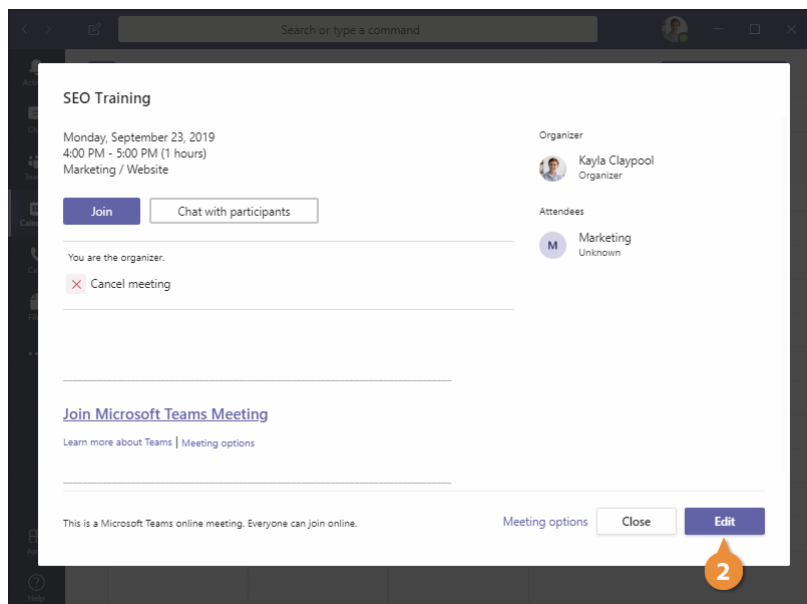 Search or type a command
SEO Training
Monday, September 23, 2019
4:00 PM - 5:00 PM (1 hours)
Marketing / Website
Join
Chat with participants
You are the organizer.
Cancel meeting
Join Microsoft Teams Meeting
Learn more about Teams | Meeting options
Organizer
Kayla Claypool
Organizer
Attendees
M
Marketing
Unknown
This is a Microsoft Teams online meeting. Everyone can join online.
Meeting options
Close
Edit
2
Help